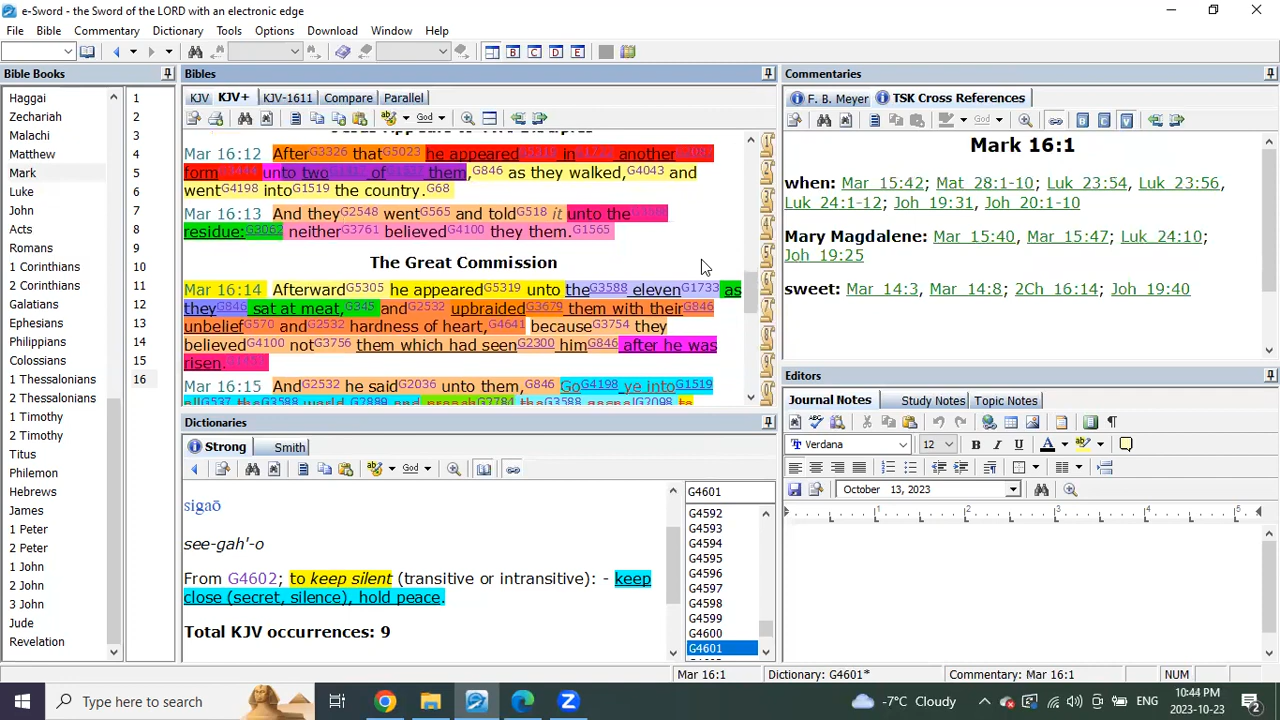 e-Sword - the Sword of the LORD with an electronic edge
File Bible Commentary Dictionary Tools Options Download Window Help
B C D E
Bible Books
Haggai
Zechariah
Malachi
Matthew
Mark
Luke
John
Acts
Romans
1 Corinthians
2 Corinthians
Galatians
Ephesians
Philippians
Colossians
1 Thessalonians
2 Thessalonians
1 Timothy
2 Timothy
Titus
Philemon
Hebrews
James
1 Peter
2 Peter
1 John
2 John
3 John
Jude
Revelation
1
2
3
4
5
6
7
8
9
10
11
12
13
14
15
16
Bibles
KJV KJV+ KJV-1611 Compare Parallel
God
Mar 16:12 After G3326 that G5023 he appeared in another
form unto two of them, G846 as they walked, G4043 and
went G4198 into G1519 the country. G68
Mar 16:13 And they G2548 went G565 and told G518 it unto the
residue: G3062 neither G3761 believed G4100 they them. G1565
The Great Commission
Mar 16:14 Afterward G5305 he appeared G5319 unto the G3588 eleven G1733 as
they G846 sat at meat, G345 and G2532 upbraided G3679 them with their G846
unbelief G570 and G2532 hardness of heart, G4641 because G3754 they
believed G4100 not G3756 them which had seen G2300 him G846 after he was
risen.
Mar 16:15 And G2532 he said G2036 unto them, G846 Go G4198 ye into G1519
Dictionaries
Strong Smith
God
sigaō
see-gah'-o
From G4602; to keep silent (transitive or intransitive): - keep
close (secret, silence), hold peace.
Total KJV occurrences: 9
G4601
G4592
G4593
G4594
G4595
G4596
G4597
G4598
G4599
G4600
G4601
Commentaries
F. B. Meyer TSK Cross References
God B C V
Mark 16:1
when: Mar 15:42; Mat 28:1-10; Luk 23:54, Luk 23:56,
Luk 24:1-12; Joh 19:31, Joh 20:1-10
Mary Magdalene: Mar 15:40, Mar 15:47; Luk 24:10;
Joh 19:25
sweet: Mar 14:3, Mar 14:8; 2Ch 16:14; Joh 19:40
Editors
Journal Notes Study Notes Topic Notes
Verdana 12 B I U A
October 13, 2023
1 2 3 4 5
Mar 16:1 Dictionary: G4601* Commentary: Mar 16:1 NUM
Type here to search
-7°C Cloudy ENG 10:44 PM
2023-10-23 2